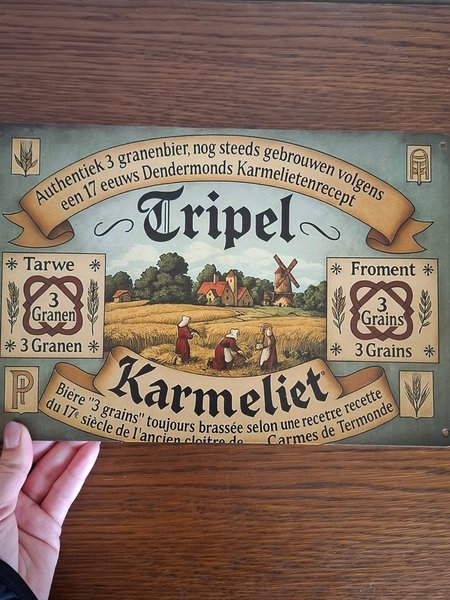 Authentiek 3 granenbier, nog steeds gebrouwen volgens
een 17 eeuws Dendermonds Karmelietenrecept
Tripel
Tarwe
3
Granen
3 Granen
Froment
3
Grains
3 Grains
Karmeliet
Bière "3 grains" toujours brassée selon une recetre recette
du 17e siècle de l'ancien cloitre de Carmes de Termonde